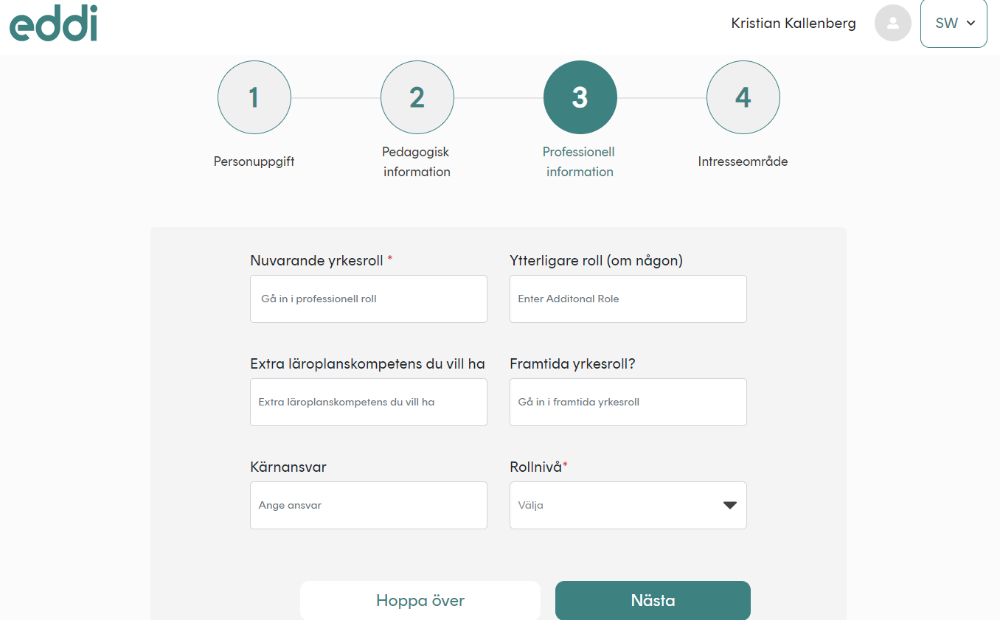 eddi
Kristian Kallenberg
SW
1
2
3
4
Personuppgift
Pedagogisk
information
Professionell
information
Intresseområde
Nuvarande yrkesroll *
Ytterligare roll (om någon)
Gå in i professionell roll
Enter Additonal Role
Extra läroplanskompetens du vill ha
Framtida yrkesroll?
Extra läroplanskompetens du vill ha
Gå in i framtida yrkesroll
Kärnansvar
Rollnivå*
Ange ansvar
Välja
Hoppa över
Nästa